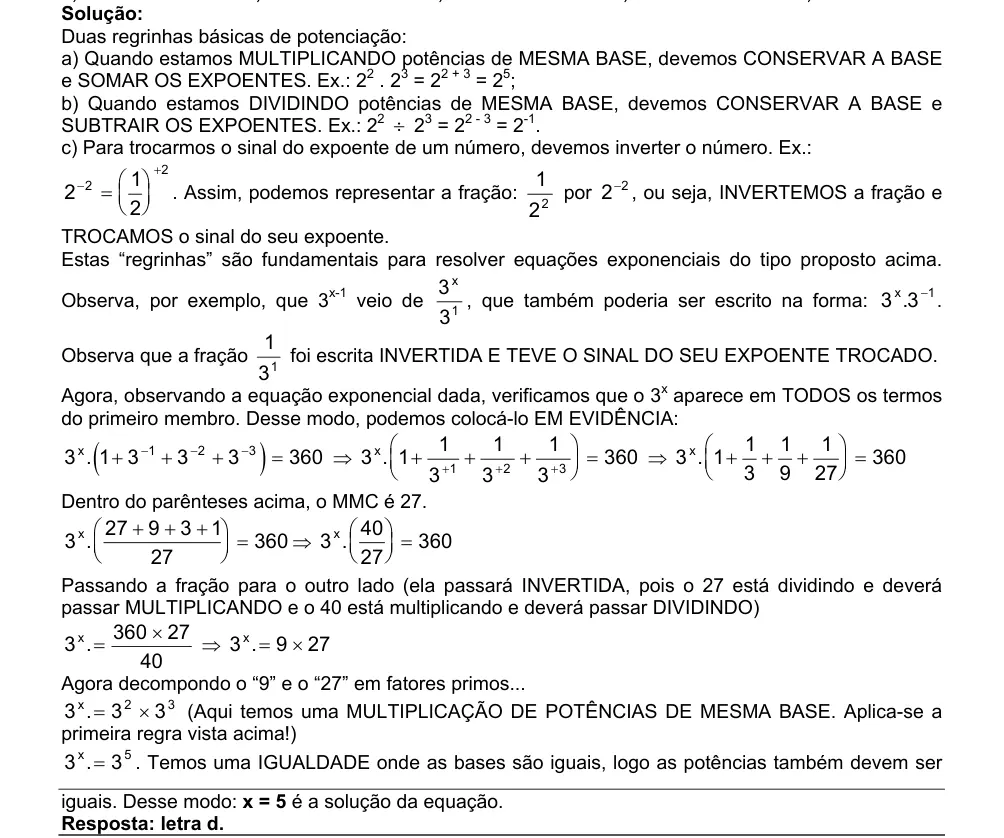 Solução:
Duas regrinhas básicas de potenciação:
a) Quando estamos MULTIPLICANDO potências de MESMA BASE, devemos CONSERVAR A BASE
e SOMAR OS EXPOENTES. Ex.: 2² . 2³ = 2² ⁺ ³ = 2⁵;
b) Quando estamos DIVIDINDO potências de MESMA BASE, devemos CONSERVAR A BASE e
SUBTRAIR OS EXPOENTES. Ex.: 2² ÷ 2³ = 2² ⁻ ³ = 2⁻¹.
c) Para trocarmos o sinal do expoente de um número, devemos inverter o número. Ex.:
2⁻² = (1/2)⁺² . Assim, podemos representar a fração: 1/2² por 2⁻², ou seja, INVERTEMOS a fração e
TROCAMOS o sinal do seu expoente.
Estas “regrinhas” são fundamentais para resolver equações exponenciais do tipo proposto acima.
Observa, por exemplo, que 3ˣ⁻¹ veio de 3ˣ/3¹, que também poderia ser escrito na forma: 3ˣ.3⁻¹.
Observa que a fração 1/3¹ foi escrita INVERTIDA E TEVE O SINAL DO SEU EXPOENTE TROCADO.
Agora, observando a equação exponencial dada, verificamos que o 3ˣ aparece em TODOS os termos
do primeiro membro. Desse modo, podemos colocá-lo EM EVIDÊNCIA:
3ˣ.(1 + 3⁻¹ + 3⁻² + 3⁻³) = 360 ⇒ 3ˣ.(1 + 1/3⁺¹ + 1/3⁺² + 1/3⁺³) = 360 ⇒ 3ˣ.(1 + 1/3 + 1/9 + 1/27) = 360
Dentro do parênteses acima, o MMC é 27.
3ˣ.((27 + 9 + 3 + 1)/27) = 360 ⇒ 3ˣ.(40/27) = 360
Passando a fração para o outro lado (ela passará INVERTIDA, pois o 27 está dividindo e deverá
passar MULTIPLICANDO e o 40 está multiplicando e deverá passar DIVIDINDO)
3ˣ.= (360 × 27)/40 ⇒ 3ˣ.= 9 × 27
Agora decompondo o “9” e o “27” em fatores primos...
3ˣ.= 3² × 3³ (Aqui temos uma MULTIPLICAÇÃO DE POTÊNCIAS DE MESMA BASE. Aplica-se a
primeira regra vista acima!)
3ˣ.= 3⁵. Temos uma IGUALDADE onde as bases são iguais, logo as potências também devem ser
iguais. Desse modo: x = 5 é a solução da equação.
Resposta: letra d.